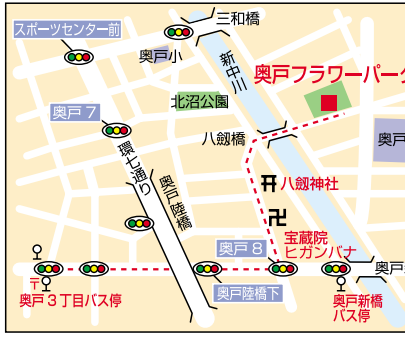 スポーツセンター前
三和橋
奥戸小
新中川
奥戸フラワーパーク
北沼公園
奥戸7
八剱橋
環七通り
奥戸
奥戸陸橋
八剱神社
卍
宝蔵院
ヒガンバナ
奥戸8
奥戸
〒
奥戸3丁目バス停
奥戸陸橋下
奥戸新橋
バス停